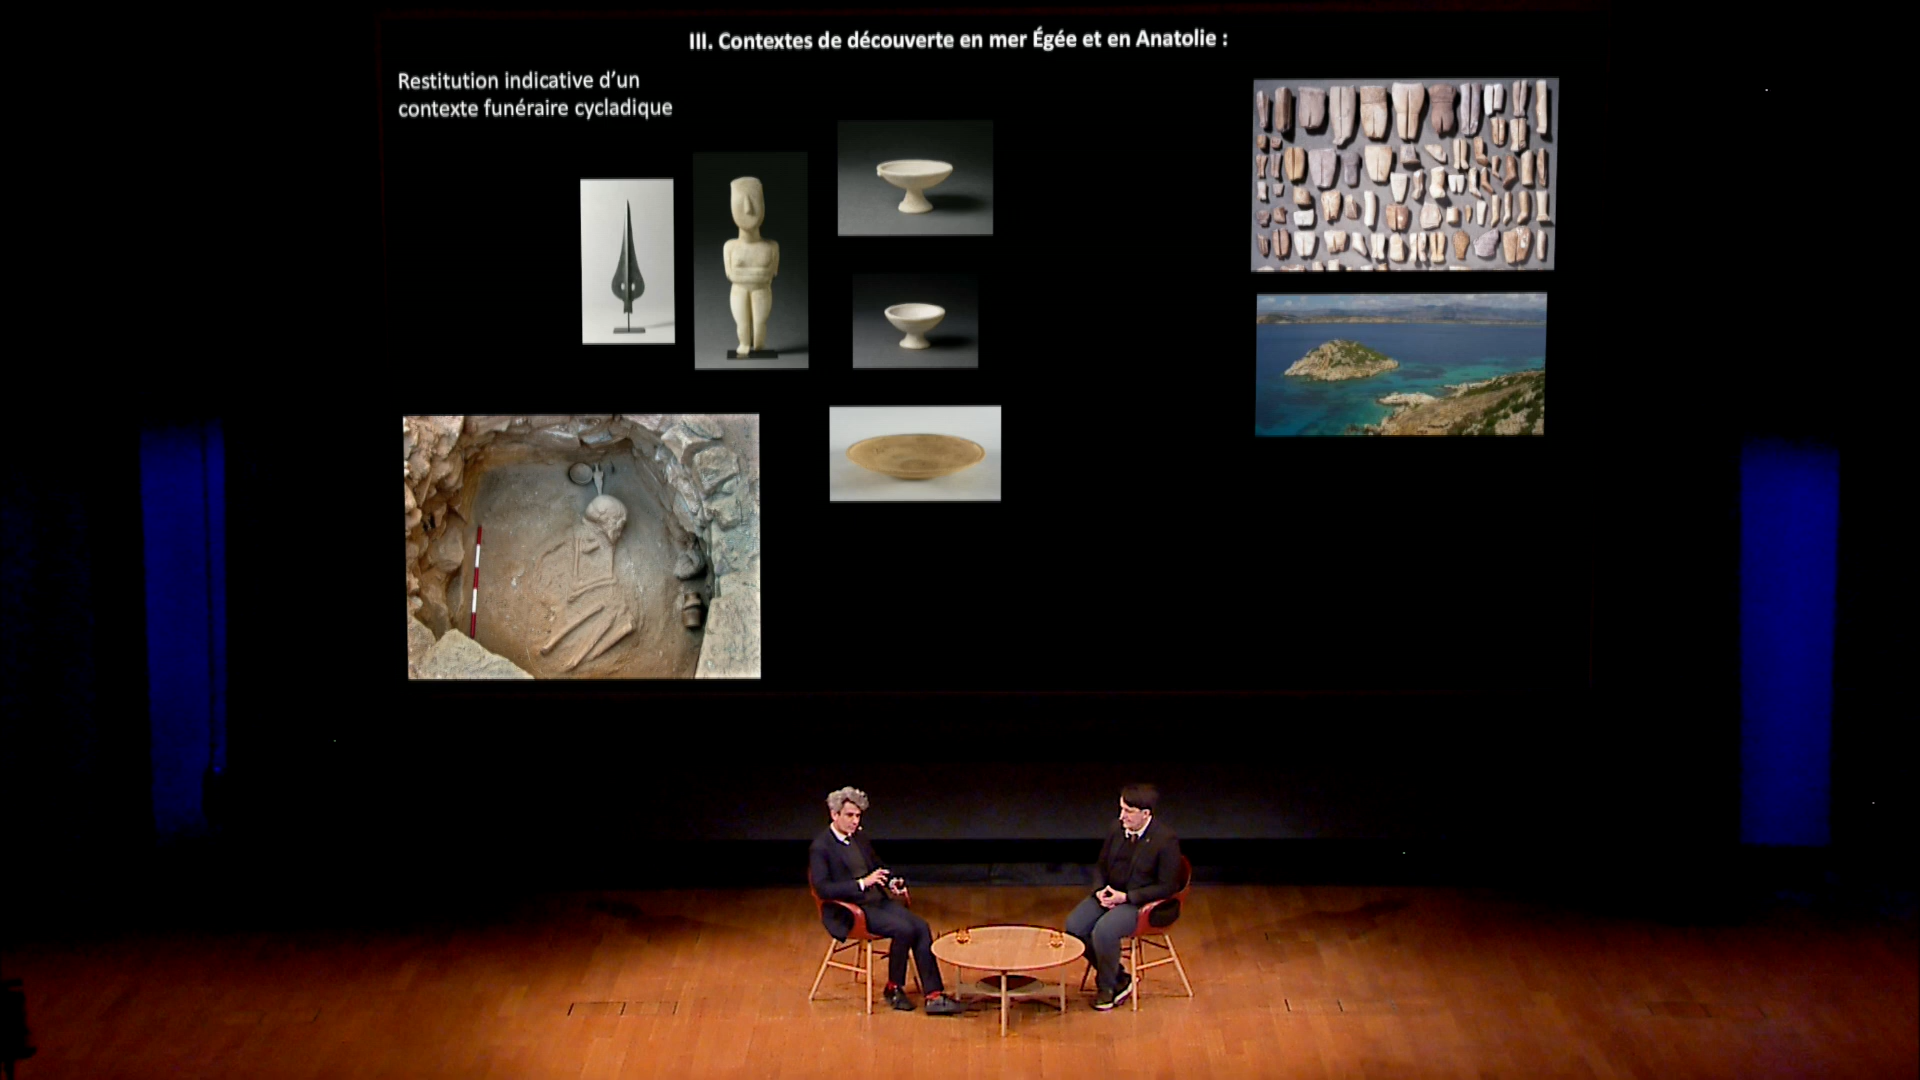 III. Contextes de découverte en mer Égée et en Anatolie :
Restitution indicative d’un
contexte funéraire cycladique